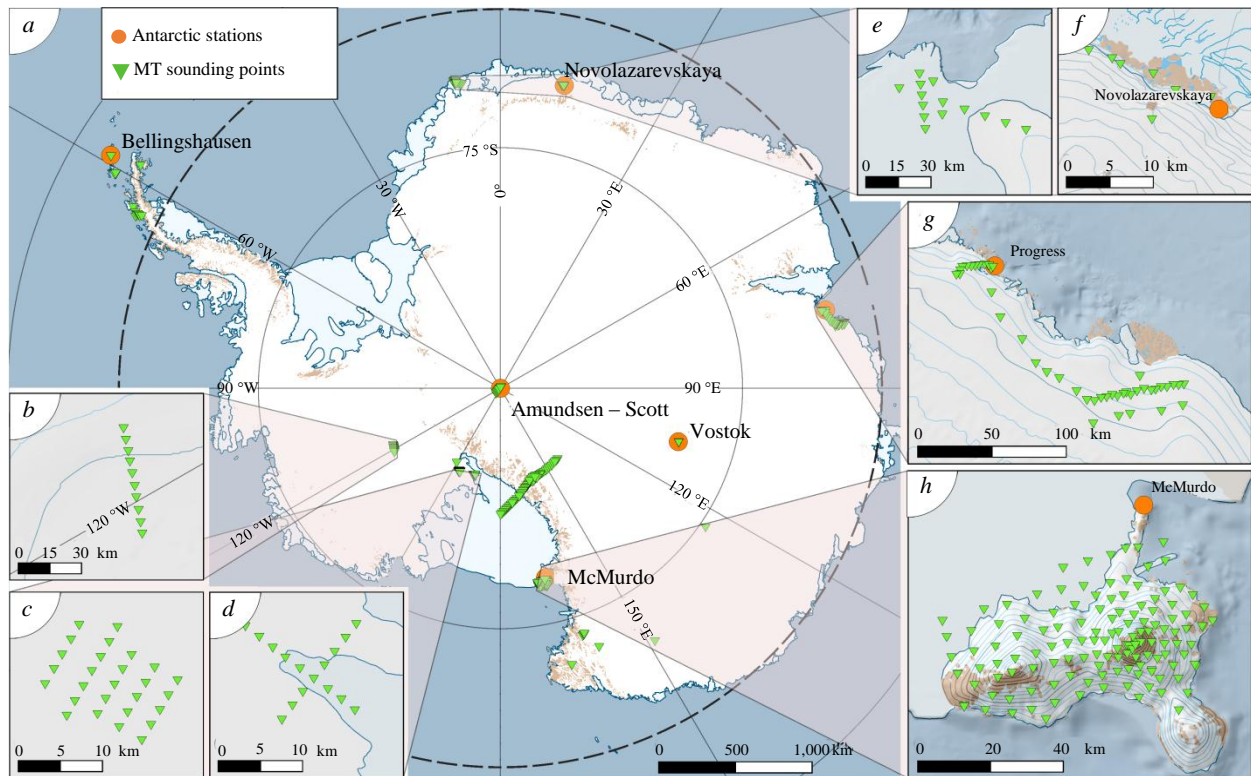 a
Antarctic stations
MT sounding points
Novolazarevskaya
Bellingshausen
75 °S
30 °W
0°
30 °E
60 °W
60 °E
90 °W
90 °E
Amundsen – Scott
Vostok
120 °W
120 °E
McMurdo
150 °E
0 500 1,000 km
b
120 °W
0 15 30 km
c
0 5 10 km
d
0 5 10 km
e
0 15 30 km
f
Novolazarevskaya
0 5 10 km
g
Progress
0 50 100 km
h
McMurdo
0 20 40 km